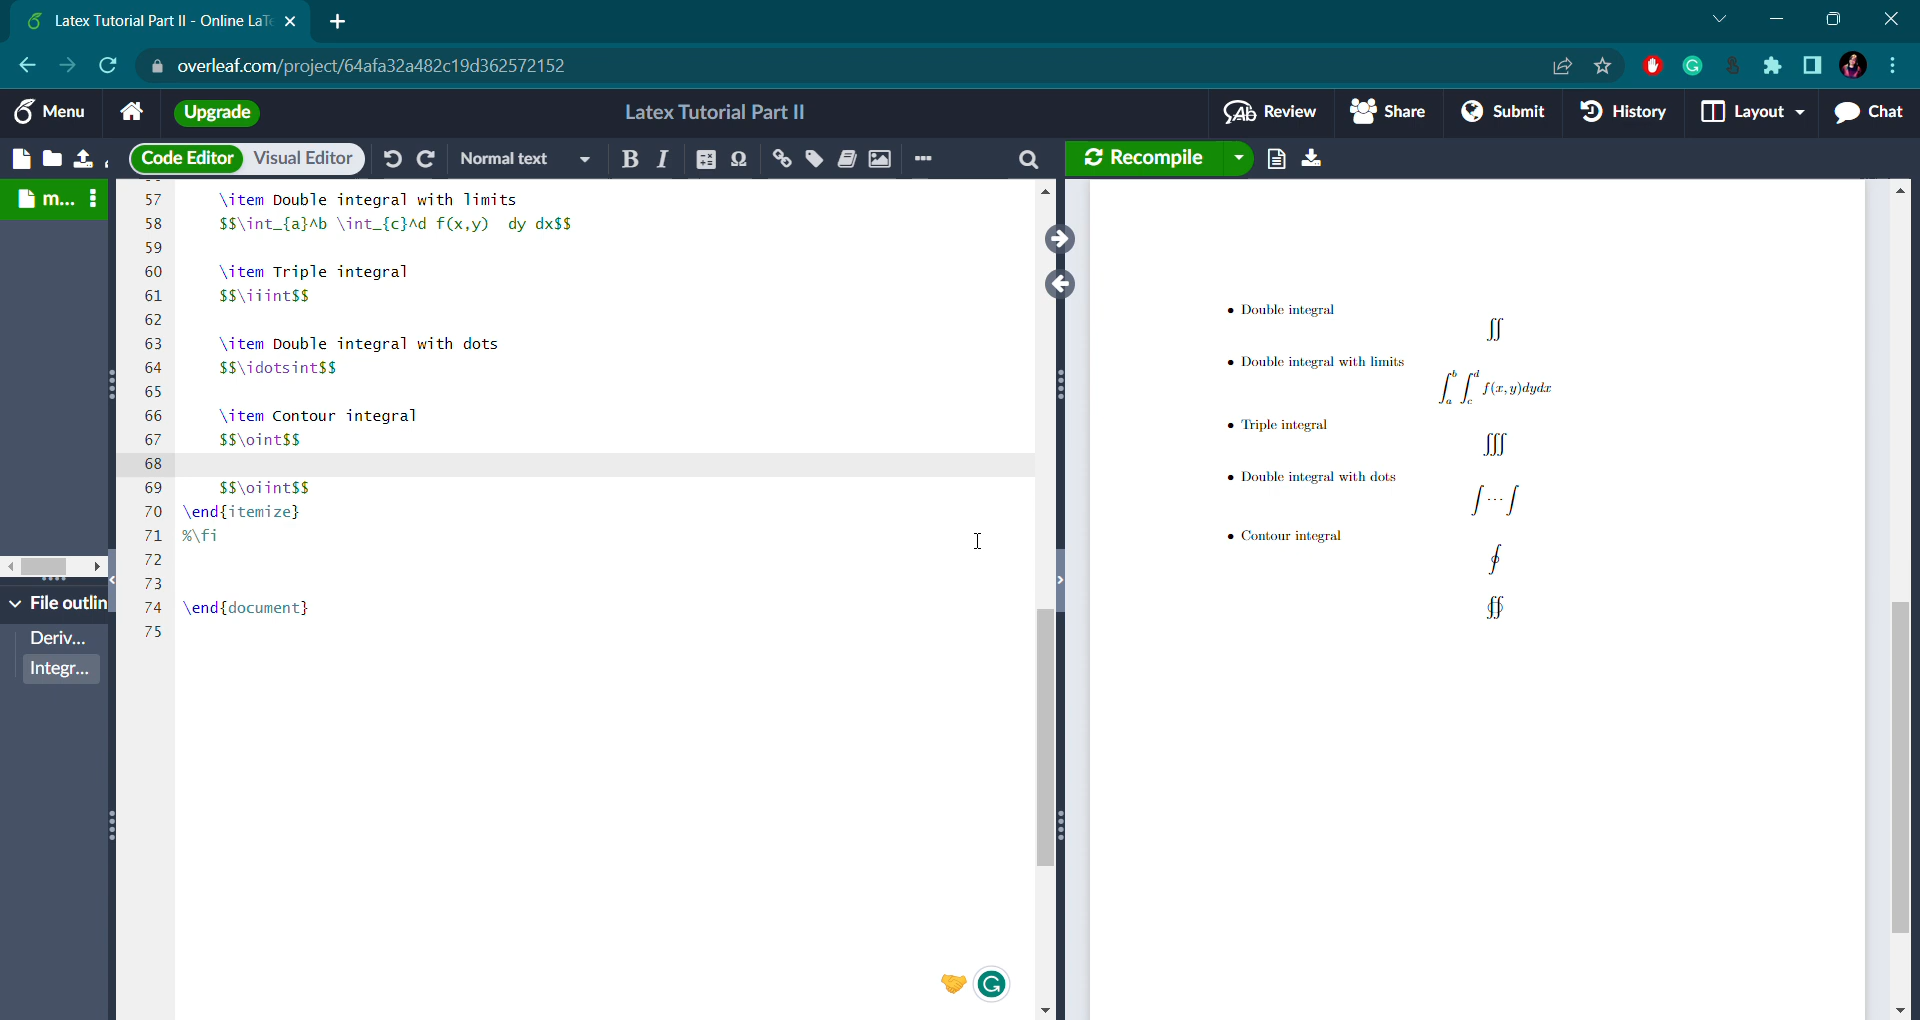 Latex Tutorial Part II - Online LaTe
overleaf.com/project/64afa32a482c19d362572152
Menu
Upgrade
Latex Tutorial Part II
Review
Share
Submit
History
Layout
Chat
Code Editor
Visual Editor
Normal text
B I
Ω
Recompile
m...
57 \item Double integral with limits
58 $$\int_{a}^b \int_{c}^d f(x,y)  dy dx$$
59
60 \item Triple integral
61 $$\iiint$$
62
63 \item Double integral with dots
64 $$\idotsint$$
65
66 \item Contour integral
67 $$\oint$$
68
69 $$\oiint$$
70 \end{itemize}
71 %\fi
72
73
74 \end{document}
75
File outlin
Deriv...
Integr...
• Double integral
∬
• Double integral with limits
∫_a^b ∫_c^d f(x, y)dydx
• Triple integral
∭
• Double integral with dots
∫ ··· ∫
• Contour integral
∮
∯